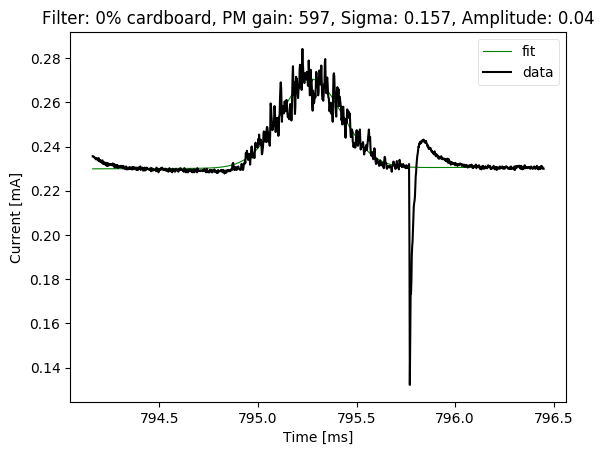 Filter: 0% cardboard, PM gain: 597, Sigma: 0.157, Amplitude: 0.04
fit
data
0.28
0.26
0.24
0.22
0.20
0.18
0.16
0.14
Current [mA]
794.5
795.0
795.5
796.0
796.5
Time [ms]